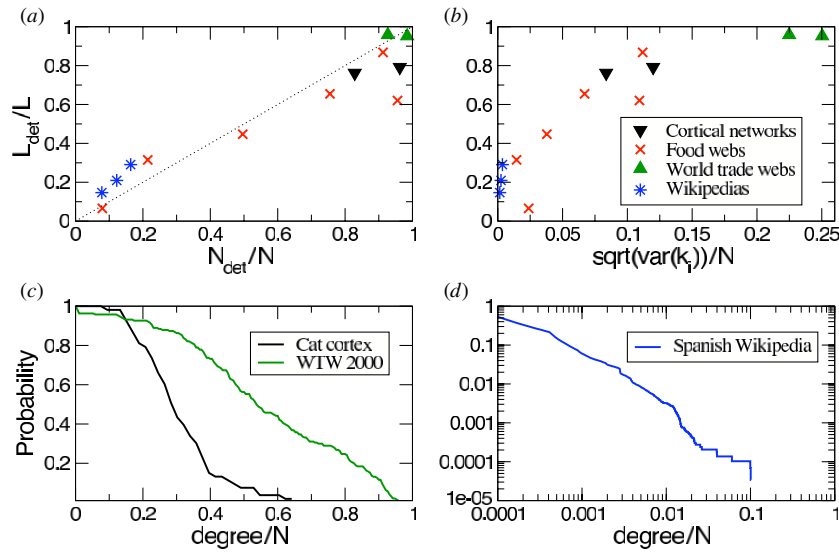 (a)
(b)
1
0.8
0.6
0.4
0.2
0
L_det/L
0
0.2
0.4
0.6
0.8
1
N_det/N
1
0.8
0.6
0.4
0.2
0
Cortical networks
Food webs
World trade webs
Wikipedias
0
0.05
0.1
0.15
0.2
0.25
sqrt(var(k_i))/N
(c)
(d)
1
0.8
0.6
0.4
0.2
Probability
Cat cortex
WTW 2000
0
0.2
0.4
0.6
0.8
1
degree/N
1
0.1
0.01
0.001
0.0001
1e-05
Spanish Wikipedia
0.0001
0.001
0.01
0.1
1
degree/N